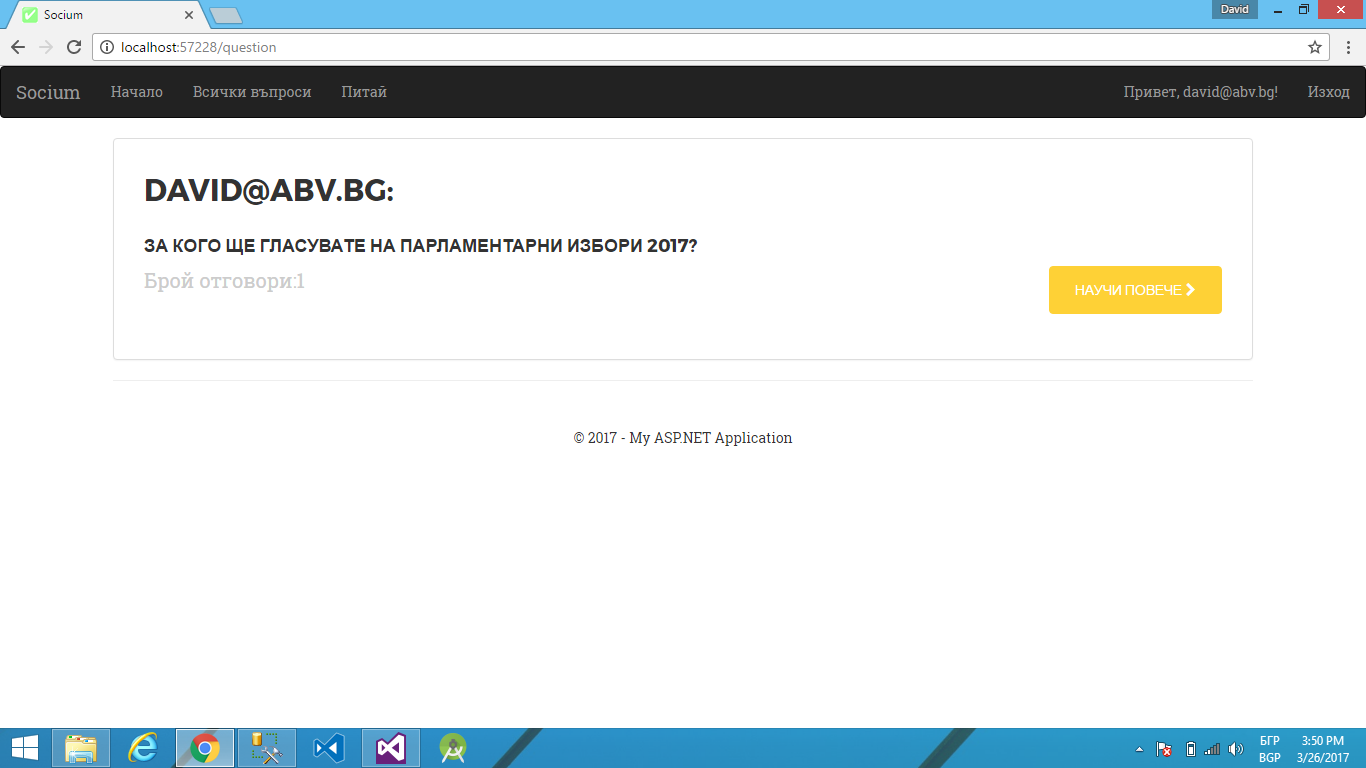 Socium
David
localhost:57228/question
Socium Начало Всички въпроси Питай Привет, david@abv.bg! Изход
DAVID@ABV.BG:
ЗА КОГО ЩЕ ГЛАСУВАТЕ НА ПАРЛАМЕНТАРНИ ИЗБОРИ 2017?
Брой отговори:1
НАУЧИ ПОВЕЧЕ
© 2017 - My ASP.NET Application
БГР 3:50 PM
BGP 3/26/2017